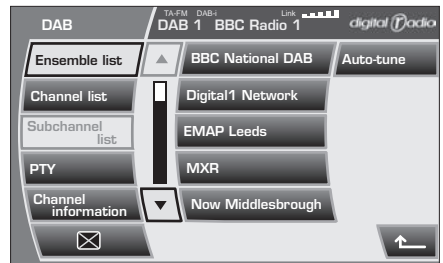 DAB
TA-FM DAB-i Link
DAB 1 BBC Radio 1
digital radio
Ensemble list
BBC National DAB
Auto-tune
Channel list
Digital1 Network
Subchannel
list
EMAP Leeds
PTY
MXR
Channel
information
Now Middlesbrough